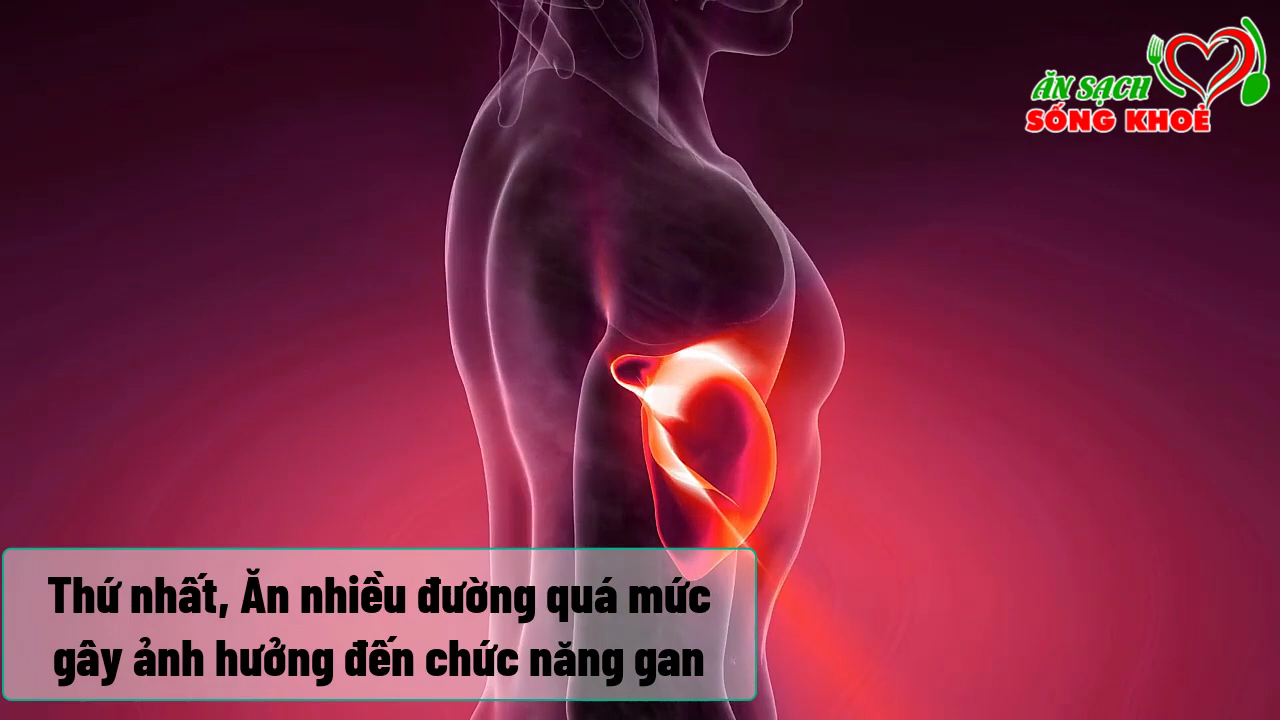 ĂN SẠCH
SỐNG KHOẺ
Thứ nhất, Ăn nhiều đường quá mức
gây ảnh hưởng đến chức năng gan